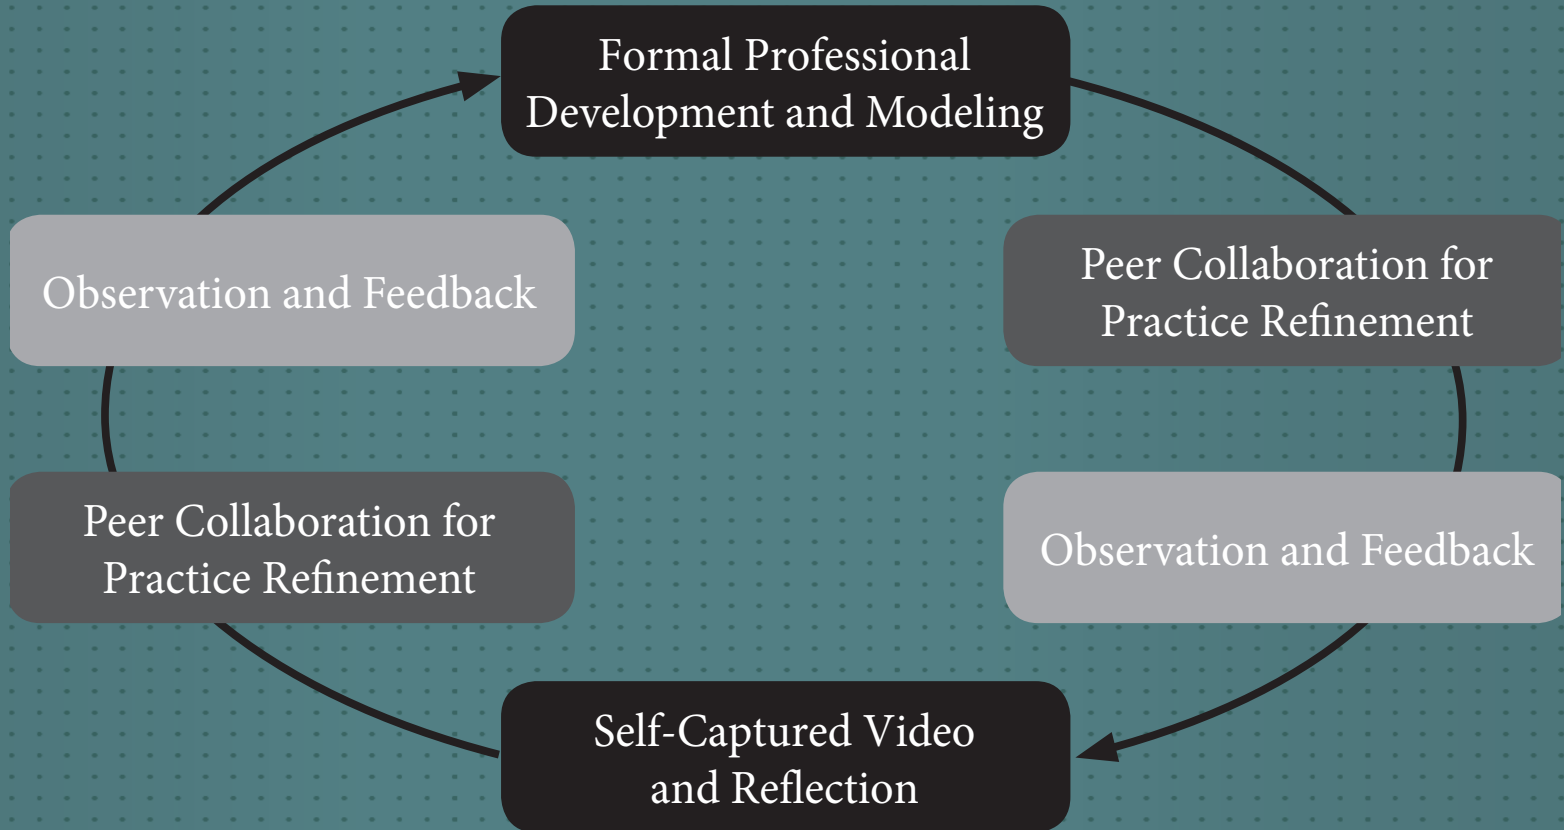 Formal Professional
Development and Modeling
Peer Collaboration for
Practice Refinement
Observation and Feedback
Self-Captured Video
and Reflection
Peer Collaboration for
Practice Refinement
Observation and Feedback